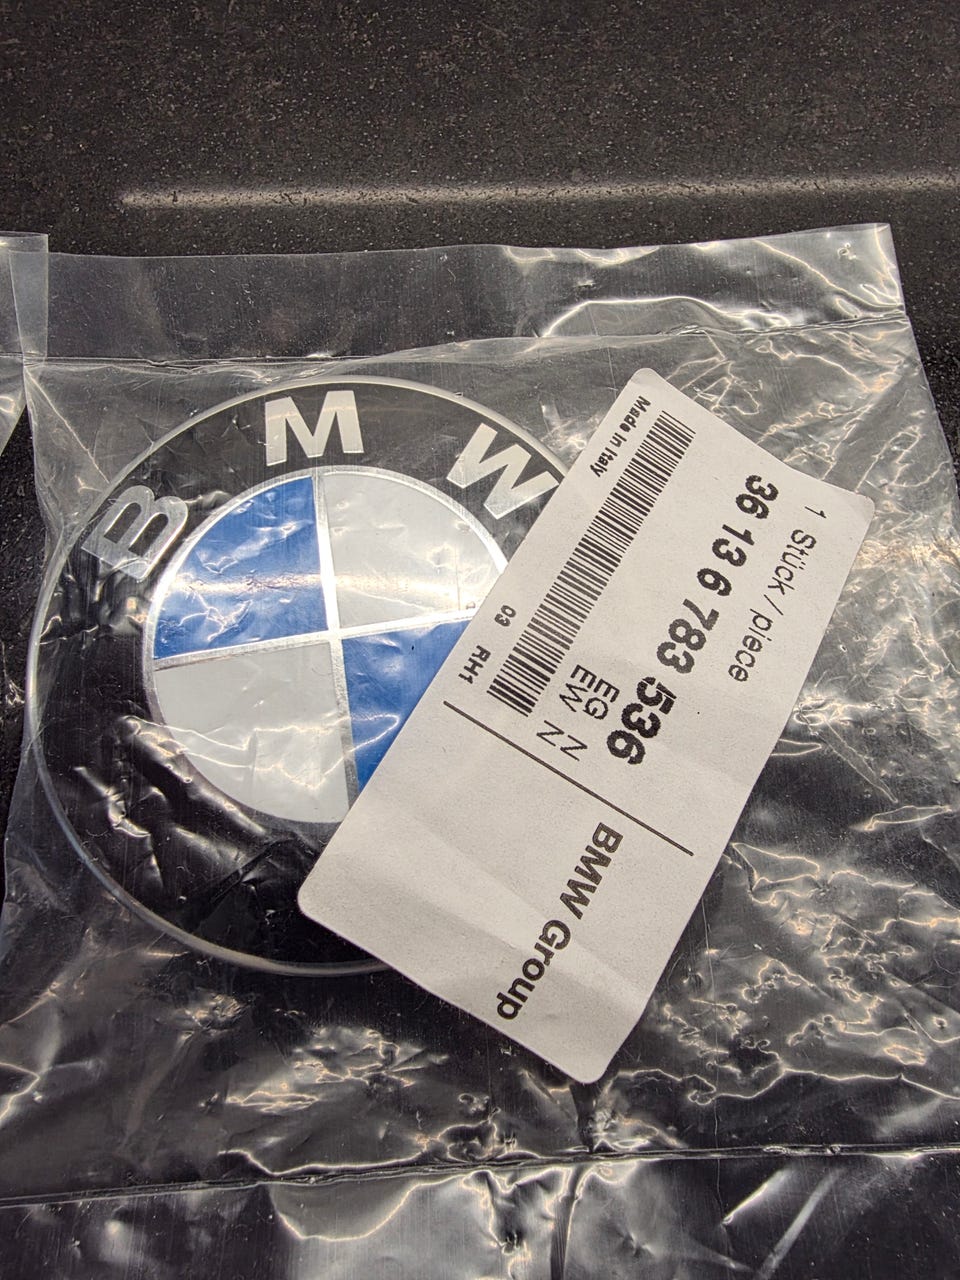 BMW
1 Stück / piece
36 13 6 783 536
EG N
EW N
Made in Italy
03 RH1
BMW Group